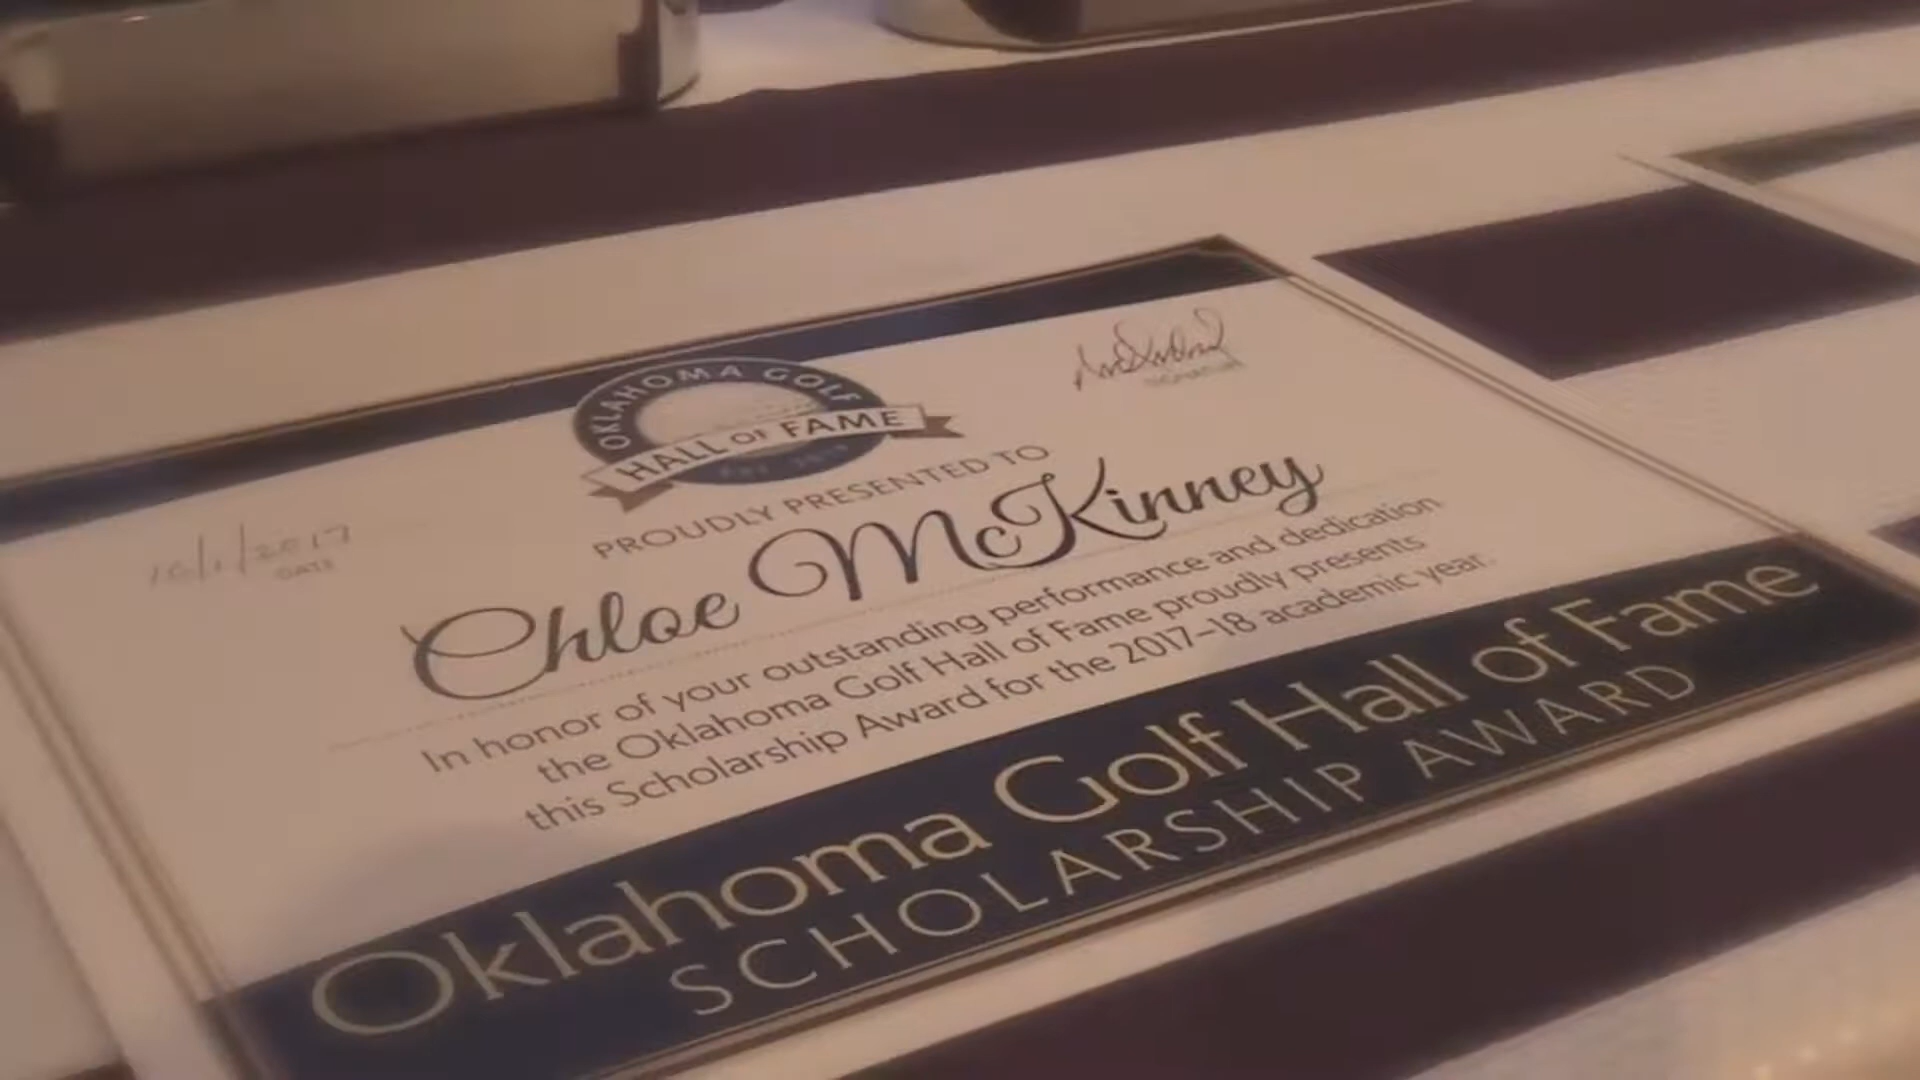 OKLAHOMA GOLF
HALL OF FAME
SIGNATURE
10/1/2017
DATE
PROUDLY PRESENTED TO
Chloe McKinney
In honor of your outstanding performance and dedication
the Oklahoma Golf Hall of Fame proudly presents
this Scholarship Award for the 2017–18 academic year.
Oklahoma Golf Hall of Fame
SCHOLARSHIP AWARD